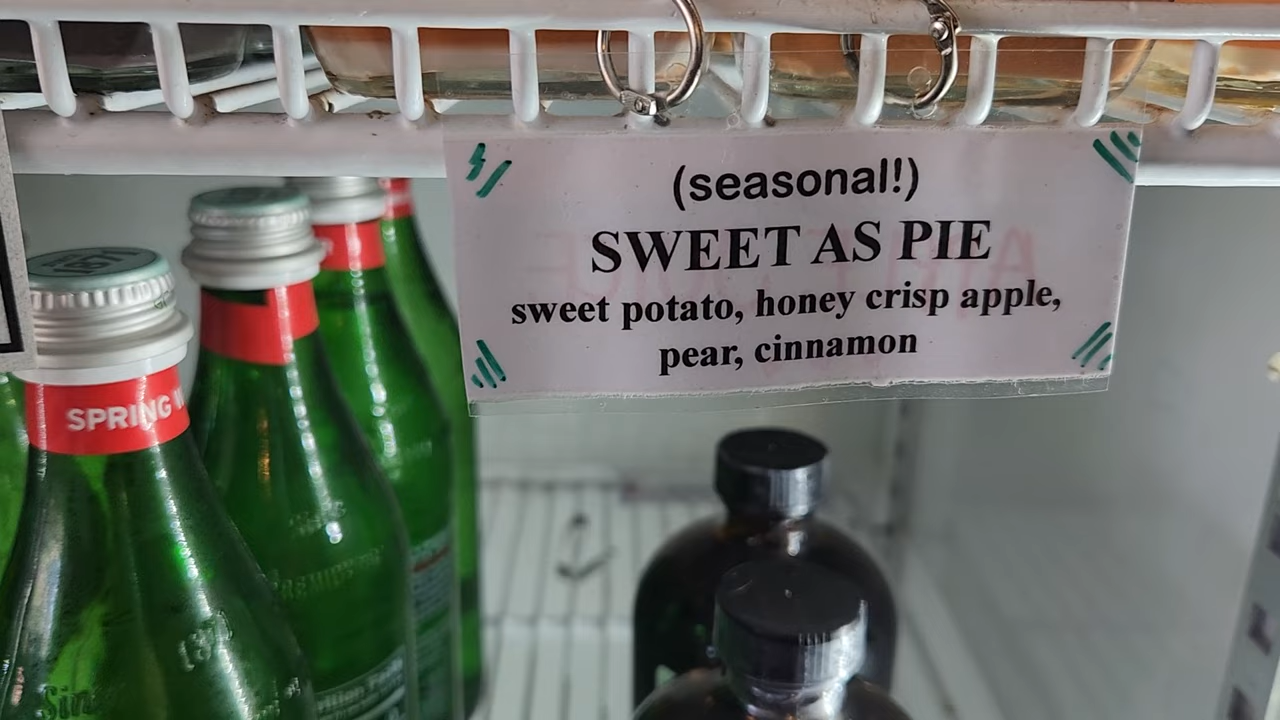 (seasonal!)
SWEET AS PIE
sweet potato, honey crisp apple,
pear, cinnamon
SPRING